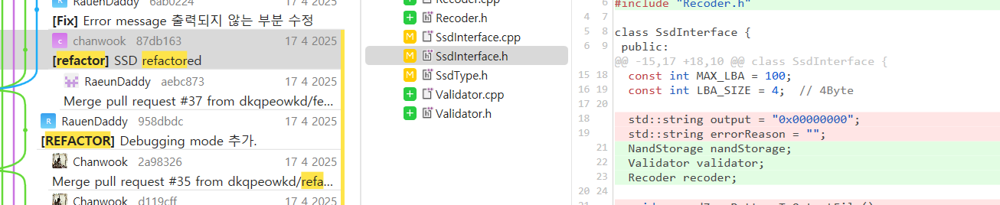 RauenDaddy 6ab0224
[Fix] Error message 출력되지 않는 부분 수정
c chanwook 87db163 17 4 2025
[refactor] SSD refactored
RaeunDaddy aebc873 17 4 2025
Merge pull request #37 from dkqpeowkd/fe...
R RauenDaddy 958dbdc 17 4 2025
[REFACTOR] Debugging mode 추가.
Chanwook 2a98326 17 4 2025
Merge pull request #35 from dkqpeowkd/refa...
Chanwook d119cff 17 4 2025
Recoder.cpp
+ h Recoder.h
M SsdInterface.cpp
M h SsdInterface.h
M h SsdType.h
+ Validator.cpp
+ h Validator.h
6 #include "Recoder.h"
4 7
5 8 class SsdInterface {
6 9 public:
@@ -15,17 +18,10 @@ class SsdInterface {
15 18 const int MAX_LBA = 100;
16 19 const int LBA_SIZE = 4; // 4Byte
17 20
18 std::string output = "0x00000000";
19 std::string errorReason = "";
21 NandStorage nandStorage;
22 Validator validator;
23 Recoder recoder;
20 24